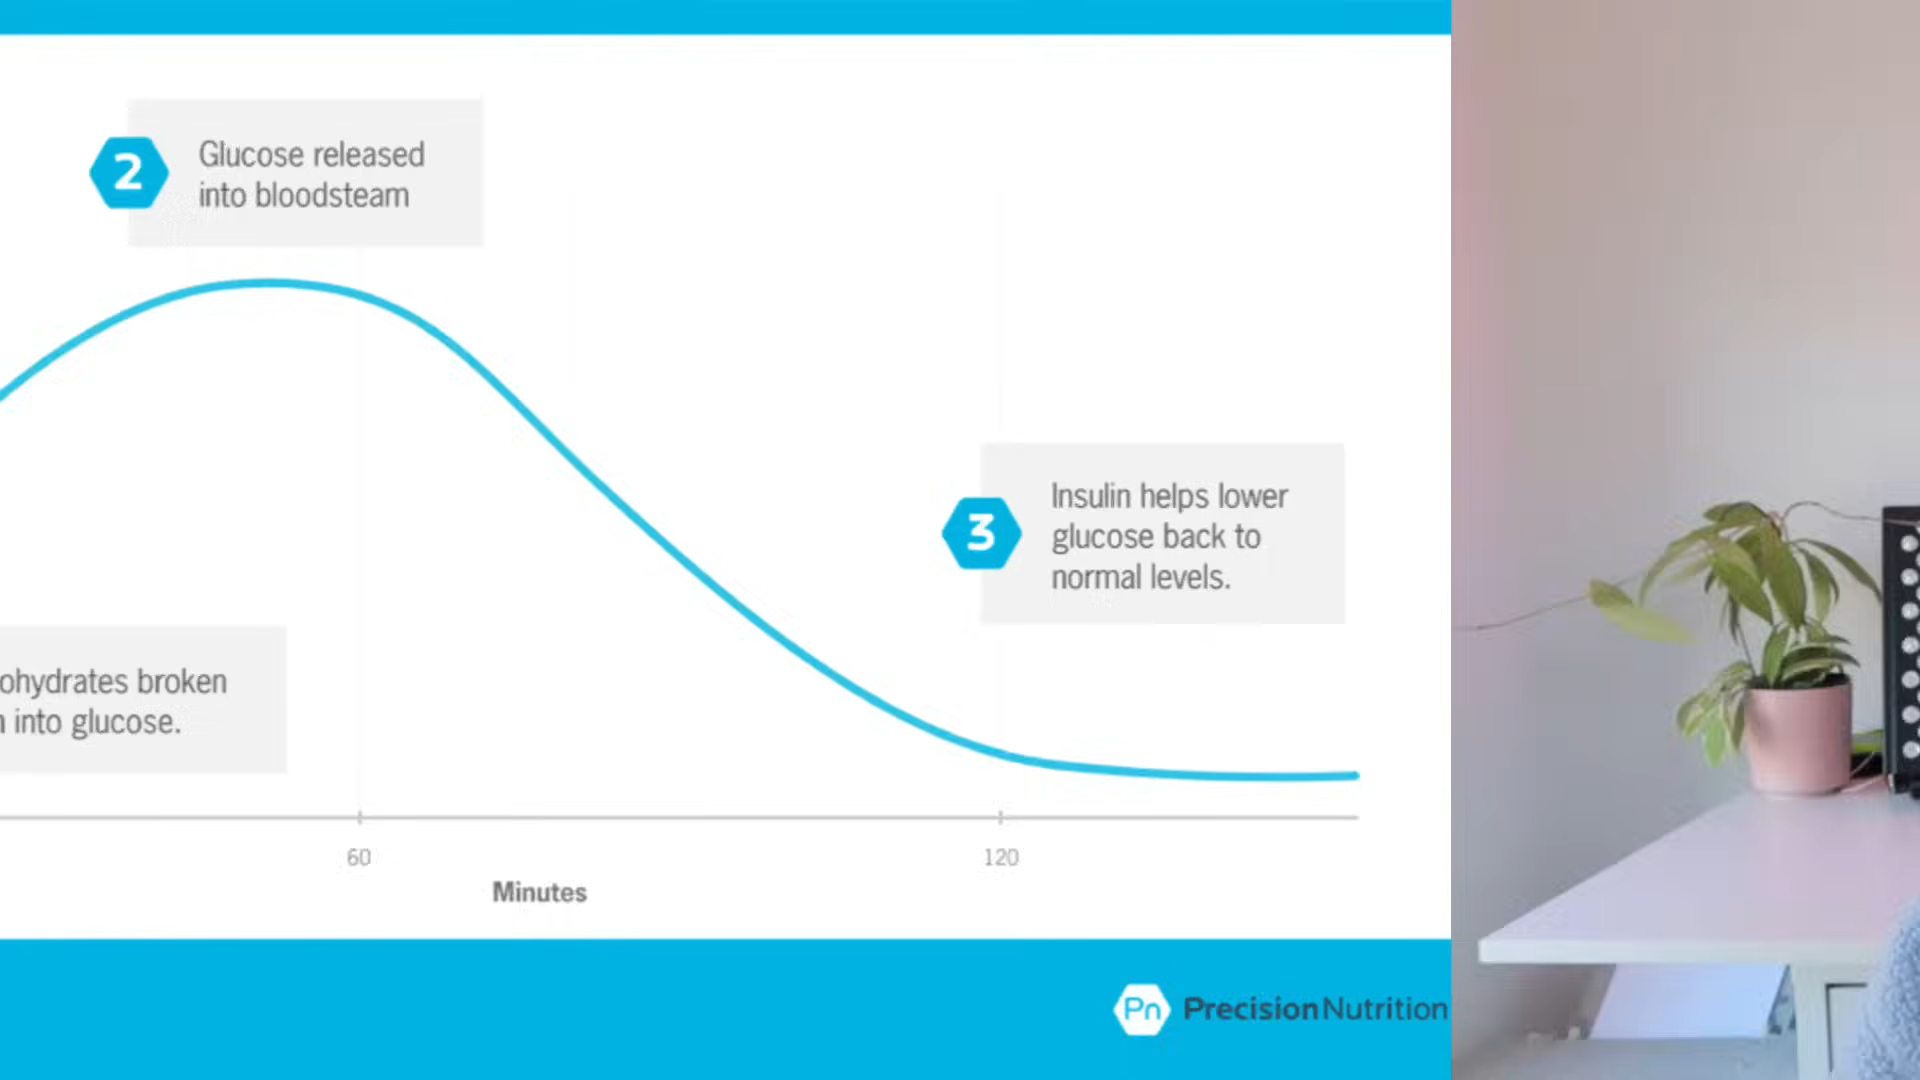 2
Glucose released
into bloodsteam
3
Insulin helps lower
glucose back to
normal levels.
ohydrates broken
n into glucose.
60
120
Minutes
Pn PrecisionNutrition